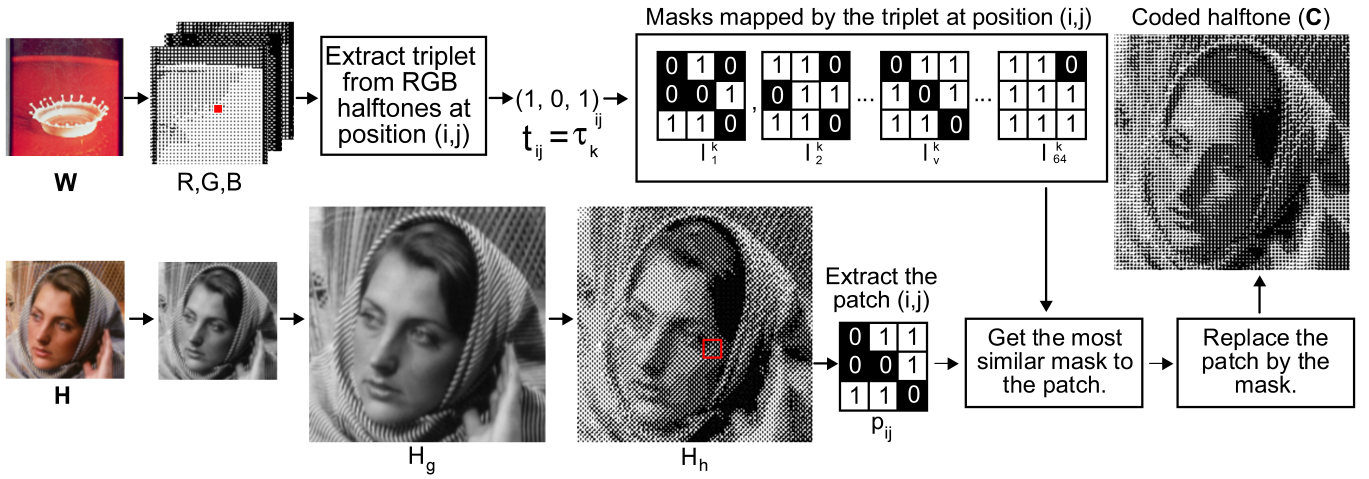 Masks mapped by the triplet at position (i,j)
Coded halftone (C)
Extract triplet
from RGB
halftones at
position (i,j)
(1, 0, 1)
t_ij = τ_k^ij
0 1 0
0 0 1
1 1 0
,
1 1 0
0 1 1
1 1 0
...
0 1 1
1 0 1
1 1 0
...
1 1 0
1 1 1
1 1 1
I_1^k
I_2^k
I_v^k
I_64^k
W
R,G,B
Extract the
patch (i,j)
0 1 1
0 0 1
1 1 0
p_ij
Get the most
similar mask to
the patch.
Replace the
patch by the
mask.
H
H_g
H_h